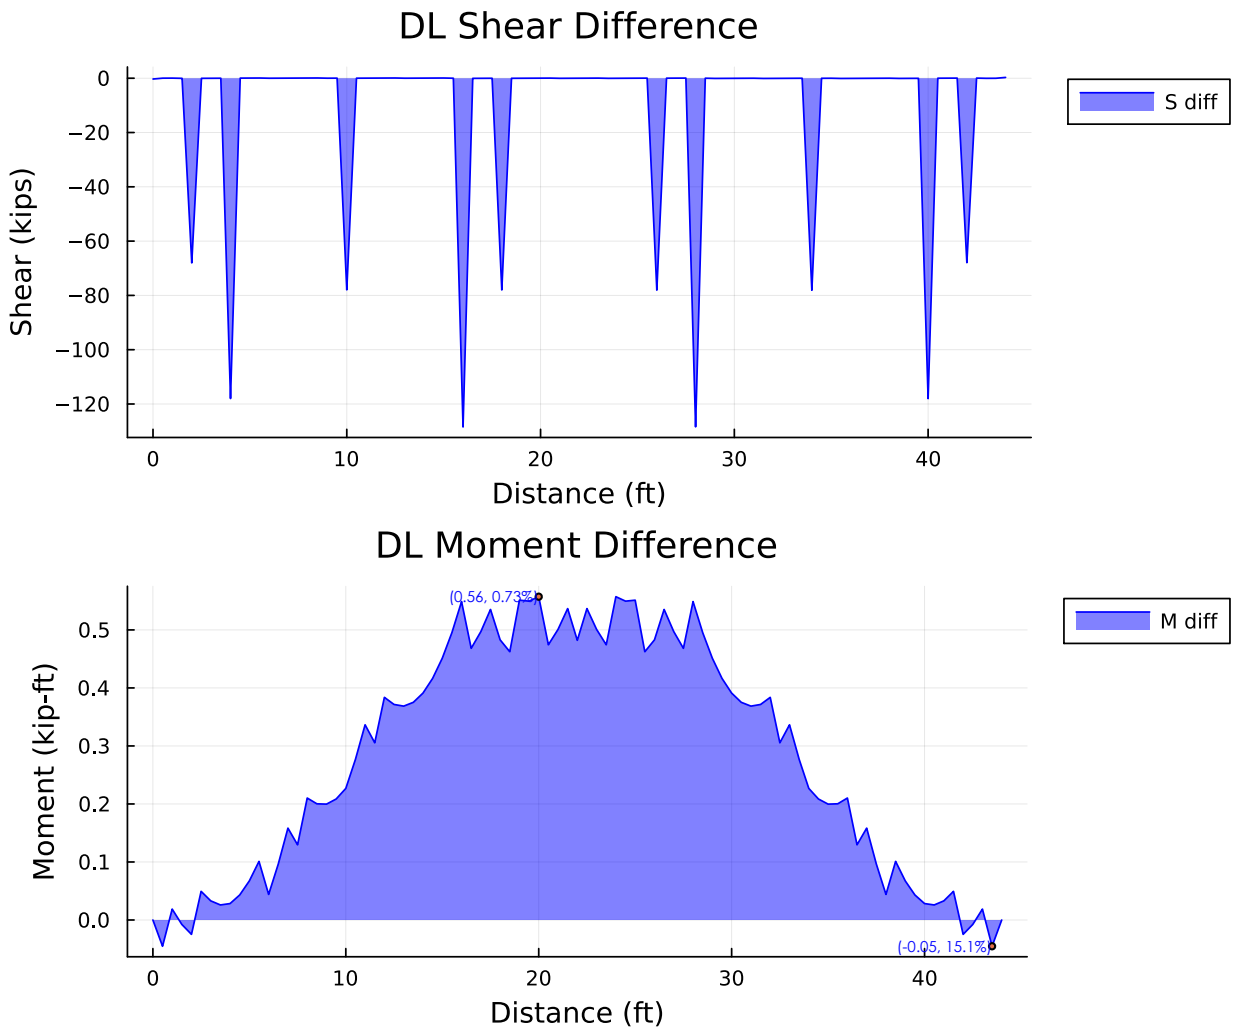 DL Shear Difference
Shear (kips)
0
−20
−40
−60
−80
−100
−120
0 10 20 30 40
Distance (ft)
S diff
DL Moment Difference
Moment (kip-ft)
0.5
0.4
0.3
0.2
0.1
0.0
(0.56, 0.73%)
(-0.05, 15.1%)
0 10 20 30 40
Distance (ft)
M diff